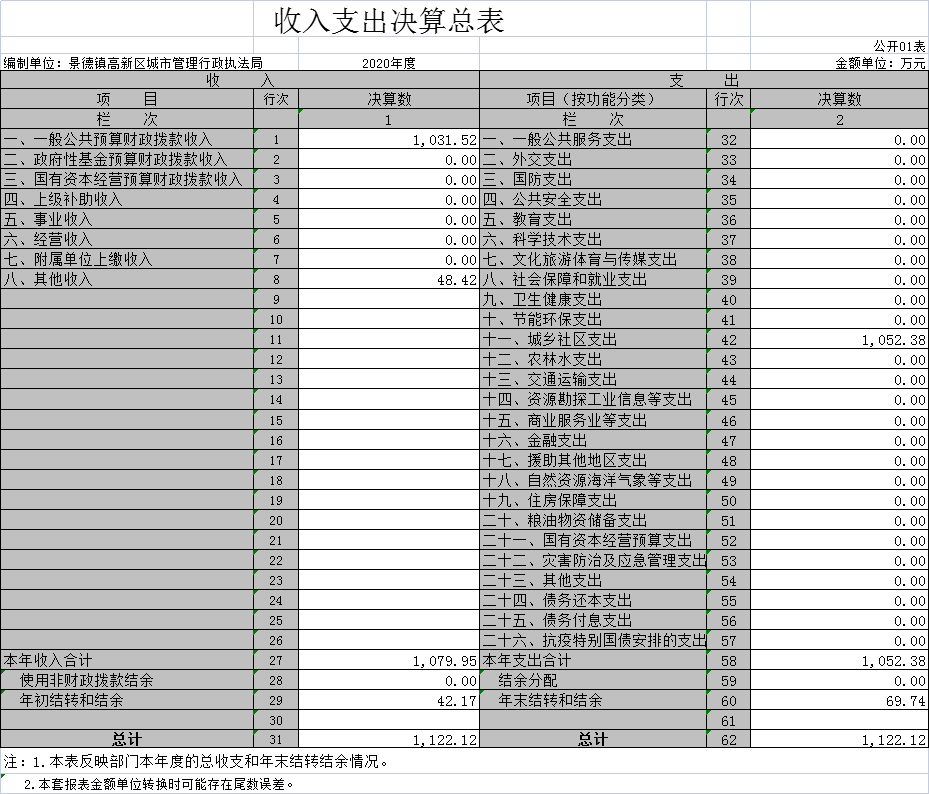 收入支出决算总表
公开01表
编制单位：景德镇高新区城市管理行政执法局 2020年度 金额单位：万元
收 入 支 出
项 目 行次 决算数 项目（按功能分类） 行次 决算数
栏 次 1 栏 次 2
一、一般公共预算财政拨款收入 1 1,031.52 一、一般公共服务支出 32 0.00
二、政府性基金预算财政拨款收入 2 0.00 二、外交支出 33 0.00
三、国有资本经营预算财政拨款收入 3 0.00 三、国防支出 34 0.00
四、上级补助收入 4 0.00 四、公共安全支出 35 0.00
五、事业收入 5 0.00 五、教育支出 36 0.00
六、经营收入 6 0.00 六、科学技术支出 37 0.00
七、附属单位上缴收入 7 0.00 七、文化旅游体育与传媒支出 38 0.00
八、其他收入 8 48.42 八、社会保障和就业支出 39 0.00
9 九、卫生健康支出 40 0.00
10 十、节能环保支出 41 0.00
11 十一、城乡社区支出 42 1,052.38
12 十二、农林水支出 43 0.00
13 十三、交通运输支出 44 0.00
14 十四、资源勘探工业信息等支出 45 0.00
15 十五、商业服务业等支出 46 0.00
16 十六、金融支出 47 0.00
17 十七、援助其他地区支出 48 0.00
18 十八、自然资源海洋气象等支出 49 0.00
19 十九、住房保障支出 50 0.00
20 二十、粮油物资储备支出 51 0.00
21 二十一、国有资本经营预算支出 52 0.00
22 二十二、灾害防治及应急管理支出 53 0.00
23 二十三、其他支出 54 0.00
24 二十四、债务还本支出 55 0.00
25 二十五、债务付息支出 56 0.00
26 二十六、抗疫特别国债安排的支出 57 0.00
本年收入合计 27 1,079.95 本年支出合计 58 1,052.38
使用非财政拨款结余 28 0.00 结余分配 59 0.00
年初结转和结余 29 42.17 年末结转和结余 60 69.74
30 61
总计 31 1,122.12 总计 62 1,122.12
注：1.本表反映部门本年度的总收支和年末结转结余情况。
2.本套报表金额单位转换时可能存在尾数误差。